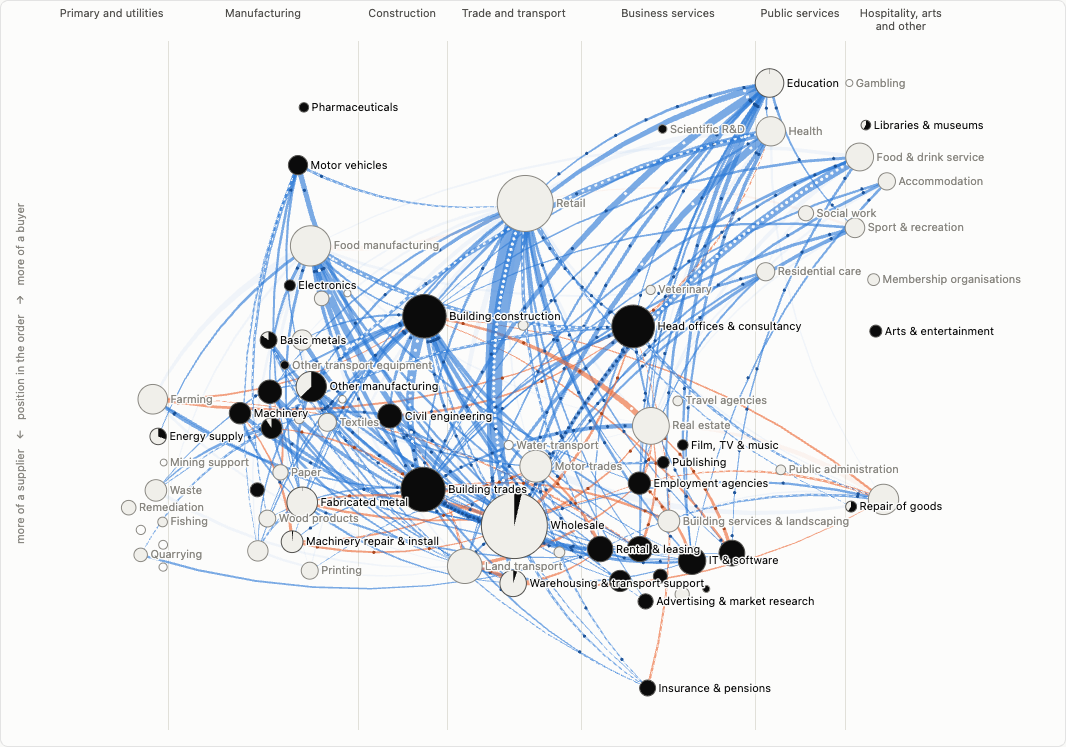 Primary and utilities
Manufacturing
Construction
Trade and transport
Business services
Public services
Hospitality, arts
and other
more of a supplier ← position in the order → more of a buyer
Education
Gambling
Pharmaceuticals
Scientific R&D
Health
Libraries & museums
Motor vehicles
Food & drink service
Accommodation
Retail
Social work
Sport & recreation
Food manufacturing
Residential care
Membership organisations
Electronics
Veterinary
Building construction
Head offices & consultancy
Arts & entertainment
Basic metals
Other transport equipment
Other manufacturing
Farming
Travel agencies
Machinery
Civil engineering
Textiles
Real estate
Energy supply
Water transport
Film, TV & music
Mining support
Motor trades
Publishing
Public administration
Paper
Employment agencies
Waste
Building trades
Remediation
Fabricated metal
Repair of goods
Fishing
Wood products
Wholesale
Building services & landscaping
Machinery repair & install
Rental & leasing
Quarrying
IT & software
Printing
Land transport
Warehousing & transport support
Advertising & market research
Insurance & pensions